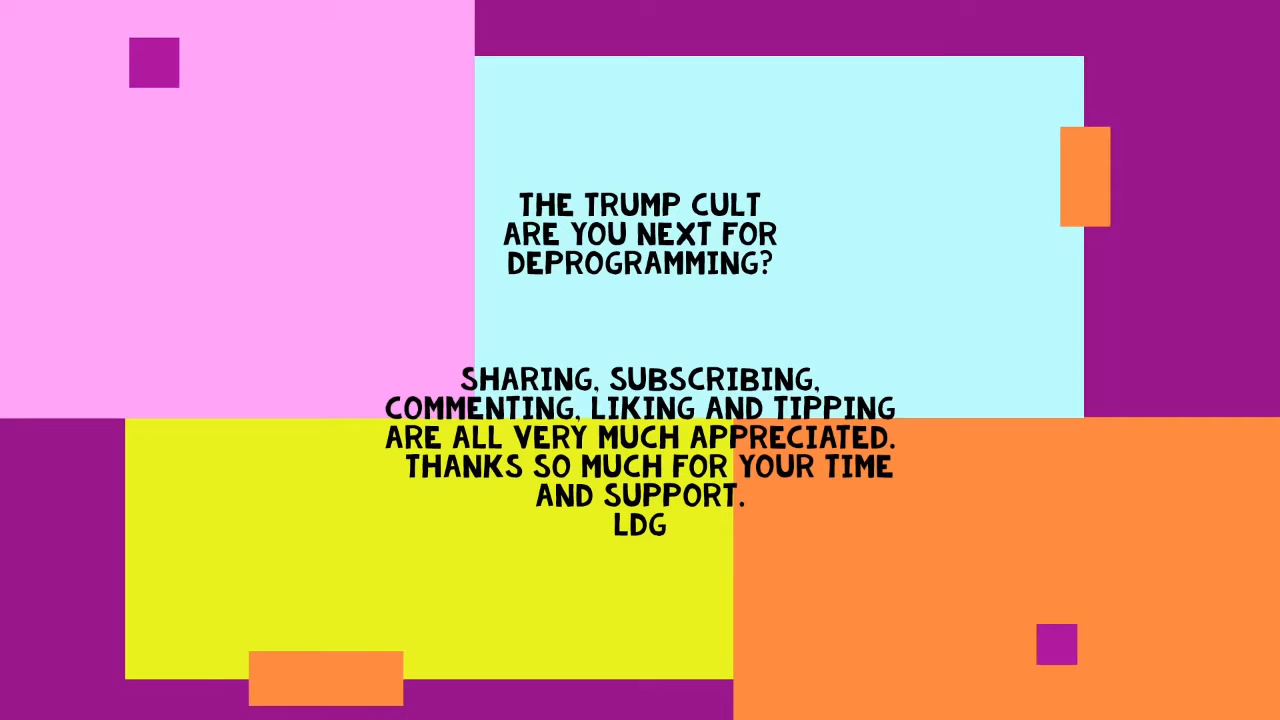 THE TRUMP CULT
ARE YOU NEXT FOR
DEPROGRAMMING?
SHARING, SUBSCRIBING,
COMMENTING, LIKING AND TIPPING
ARE ALL VERY MUCH APPRECIATED.
THANKS SO MUCH FOR YOUR TIME
AND SUPPORT.
LDG